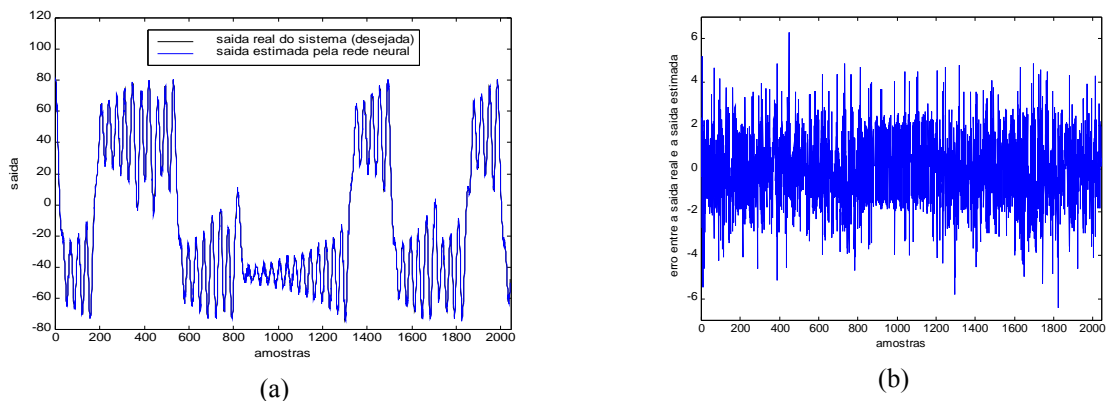 saida real do sistema (desejada)
saida estimada pela rede neural
120
100
80
60
40
20
0
-20
-40
-60
-80
saida
0 200 400 600 800 1000 1200 1400 1600 1800 2000
amostras
(a)
6
4
2
0
-2
-4
-6
erro entre a saida real e a saida estimada
0 200 400 600 800 1000 1200 1400 1600 1800 2000
amostras
(b)